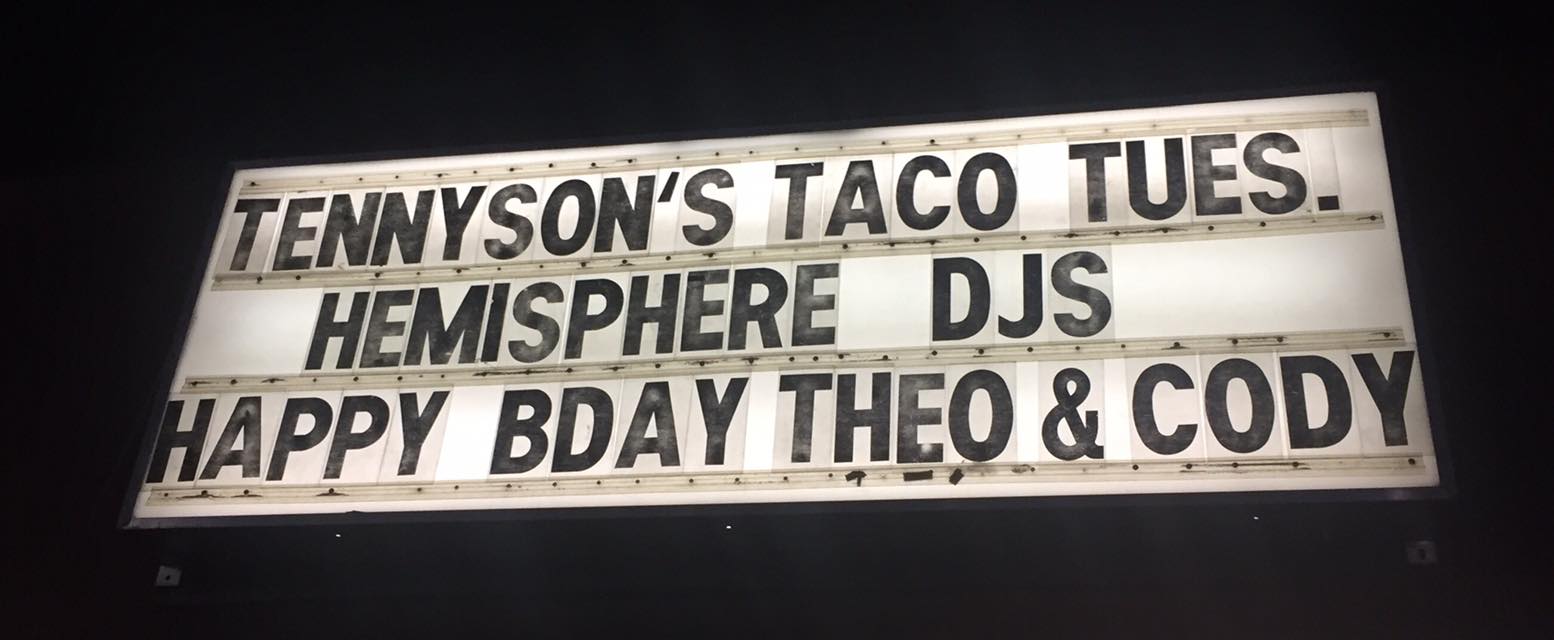 TENNYSON'S TACO TUES.
HEMISPHERE DJS
HAPPY BDAY THEO & CODY